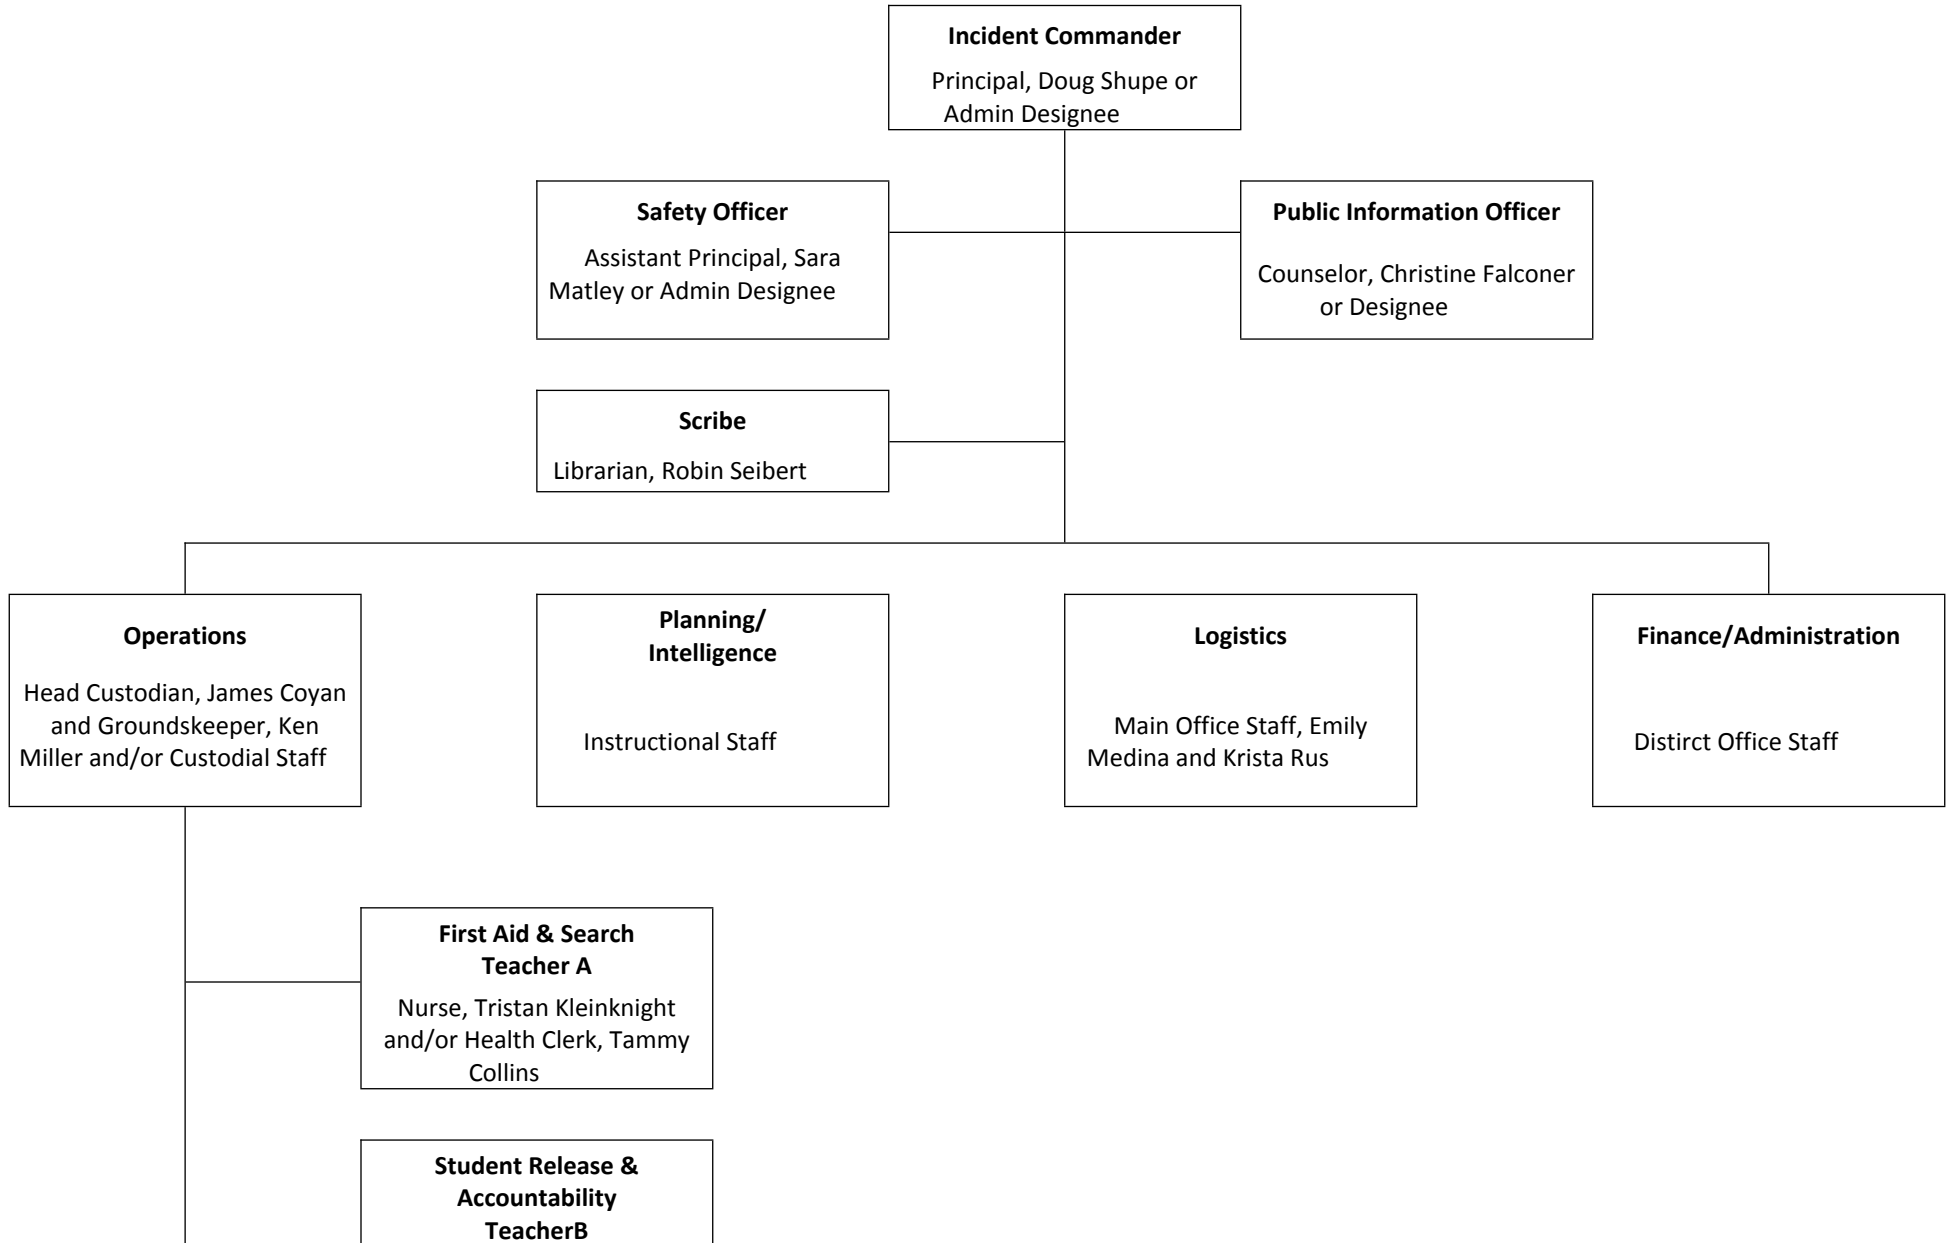 Incident Commander
Principal, Doug Shupe or
Admin Designee
Safety Officer
Assistant Principal, Sara
Matley or Admin Designee
Public Information Officer
Counselor, Christine Falconer
or Designee
Scribe
Librarian, Robin Seibert
Operations
Head Custodian, James Coyan
and Groundskeeper, Ken
Miller and/or Custodial Staff
Planning/
Intelligence
Instructional Staff
Logistics
Main Office Staff, Emily
Medina and Krista Rus
Finance/Administration
Distirct Office Staff
First Aid & Search
Teacher A
Nurse, Tristan Kleinknight
and/or Health Clerk, Tammy
Collins
Student Release &
Accountability
TeacherB